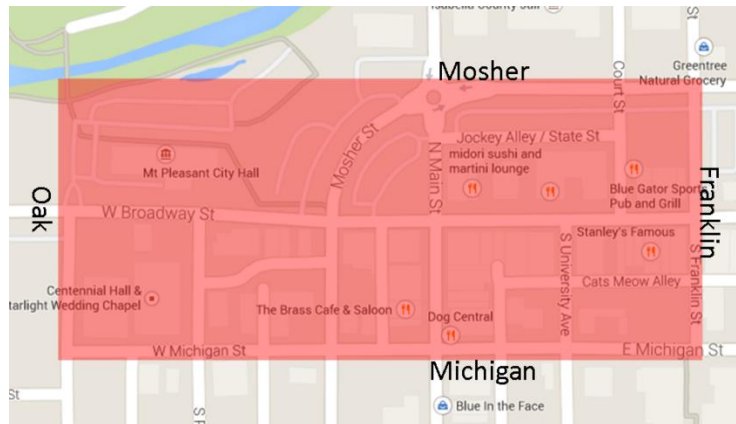 Isabella County Jail
St
Mosher
Greentree
Natural Grocery
Court St
Jockey Alley / State St
Mosher St
N Main St
midori sushi and
martini lounge
Mt Pleasant City Hall
Blue Gator Sports
Pub and Grill
Franklin
Oak
W Broadway St
Stanley's Famous
S University Ave
S Franklin St
Cats Meow Alley
Centennial Hall &
tarlight Wedding Chapel
The Brass Cafe & Saloon
Dog Central
W Michigan St
E Michigan St
Michigan
St
Blue In the Face